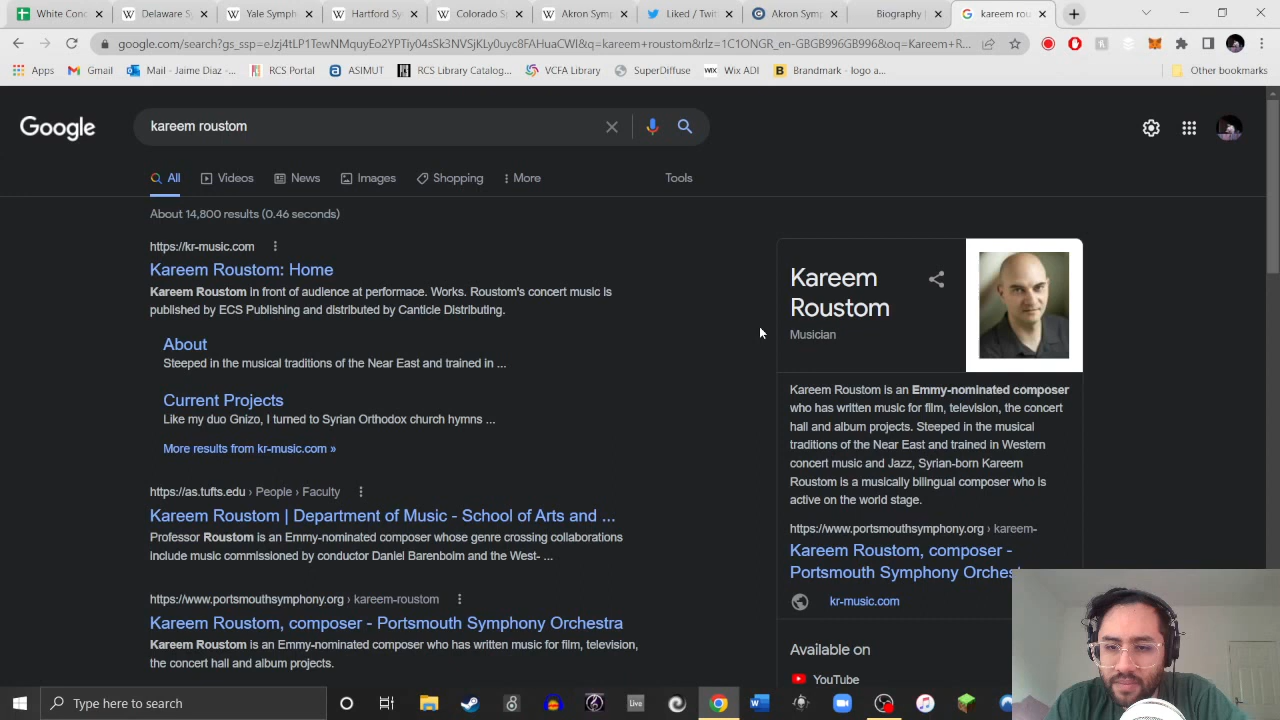 White Conc
Delaware S
Yale Symph
Hartford Sy
Colorado S
Akron Symp
Liked / Twit
Akron Symp
Biography |
kareem rou
google.com/search?gs_ssp=eJzj4tLP1TewNMquyEo2YPTiy04sSk3NVSjKLy0uyc8FAHuaCWI&q=kareem+roustom&rlz=1C1ONGR_en-GBGB996GB996&oq=Kareem+R...
Apps
Gmail
Mail - Jaime Diaz -...
RCS Portal
ASIMUT
RCS Library Catalog...
VCFA Library
SuperDiffuse
WIX Wix ADI
Brandmark - logo a...
Other bookmarks
Google
kareem roustom
All
Videos
News
Images
Shopping
More
Tools
About 14,800 results (0.46 seconds)
https://kr-music.com
Kareem Roustom: Home
Kareem Roustom in front of audience at performace. Works. Roustom's concert music is
published by ECS Publishing and distributed by Canticle Distributing.
About
Steeped in the musical traditions of the Near East and trained in ...
Current Projects
Like my duo Gnizo, I turned to Syrian Orthodox church hymns ...
More results from kr-music.com »
https://as.tufts.edu › People › Faculty
Kareem Roustom | Department of Music - School of Arts and ...
Professor Roustom is an Emmy-nominated composer whose genre crossing collaborations
include music commissioned by conductor Daniel Barenboim and the West- ...
https://www.portsmouthsymphony.org › kareem-roustom
Kareem Roustom, composer - Portsmouth Symphony Orchestra
Kareem Roustom is an Emmy-nominated composer who has written music for film, television,
the concert hall and album projects.
Kareem
Roustom
Musician
Kareem Roustom is an Emmy-nominated composer
who has written music for film, television, the concert
hall and album projects. Steeped in the musical
traditions of the Near East and trained in Western
concert music and Jazz, Syrian-born Kareem
Roustom is a musically bilingual composer who is
active on the world stage.
https://www.portsmouthsymphony.org › kareem-
Kareem Roustom, composer -
Portsmouth Symphony Orchest
kr-music.com
Available on
YouTube
Type here to search
Live